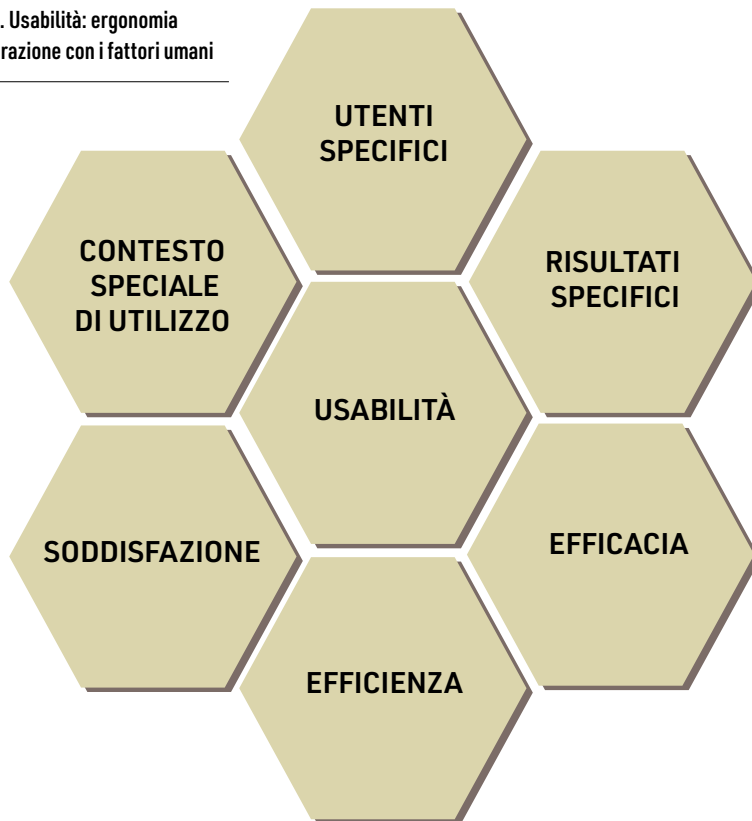 . Usabilità: ergonomia
razione con i fattori umani
UTENTI
SPECIFICI
CONTESTO
SPECIALE
DI UTILIZZO
RISULTATI
SPECIFICI
USABILITÀ
SODDISFAZIONE
EFFICACIA
EFFICIENZA